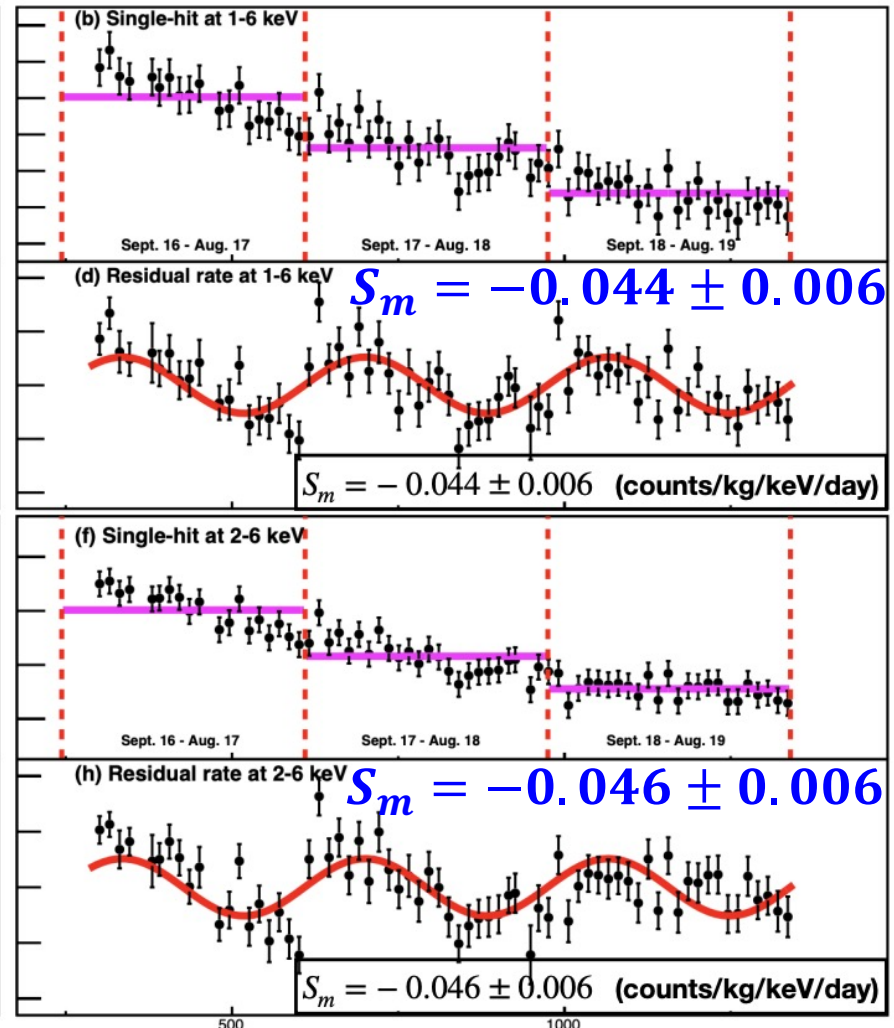 (b) Single-hit at 1-6 keV
Sept. 16 - Aug. 17 Sept. 17 - Aug. 18 Sept. 18 - Aug. 19
(d) Residual rate at 1-6 keV
S_m = −0.044 ± 0.006
S_m = − 0.044 ± 0.006 (counts/kg/keV/day)
(f) Single-hit at 2-6 keV
Sept. 16 - Aug. 17 Sept. 17 - Aug. 18 Sept. 18 - Aug. 19
(h) Residual rate at 2-6 keV
S_m = −0.046 ± 0.006
S_m = − 0.046 ± 0.006 (counts/kg/keV/day)
500 1000